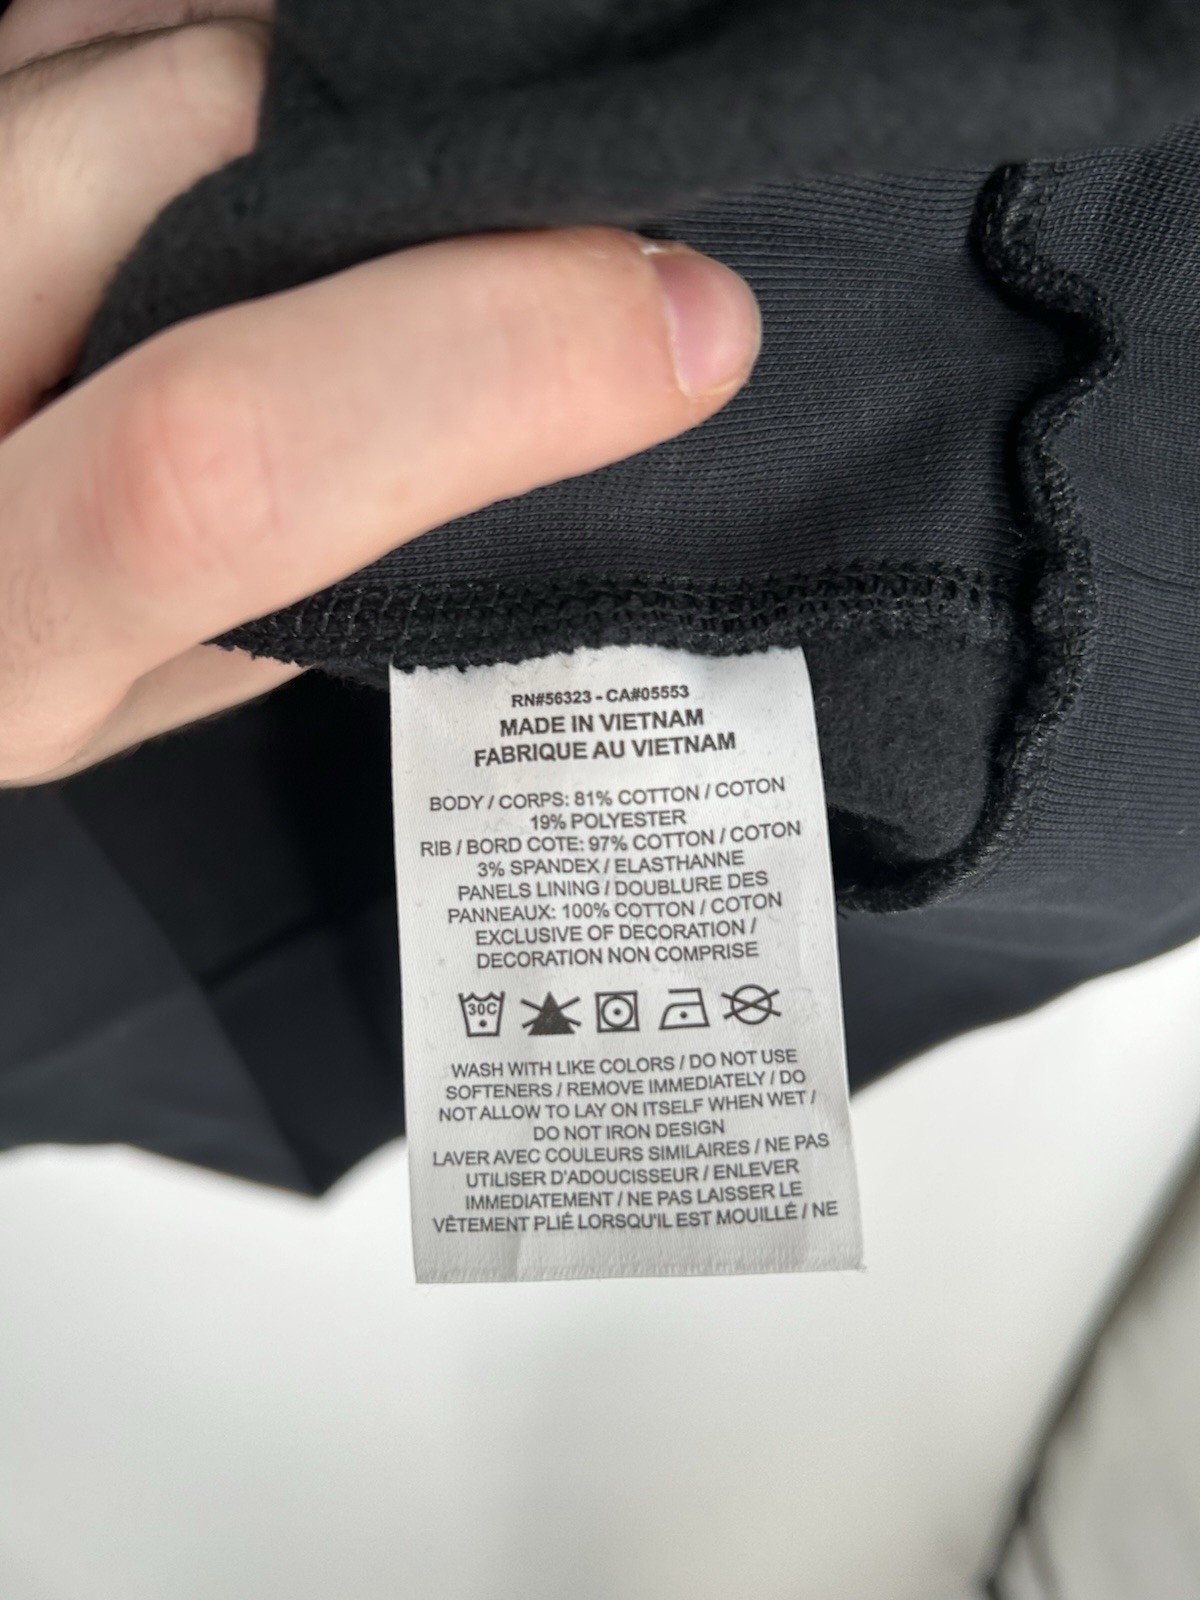 RN#56323 - CA#05553
MADE IN VIETNAM
FABRIQUE AU VIETNAM
BODY / CORPS: 81% COTTON / COTON
19% POLYESTER
RIB / BORD COTE: 97% COTTON / COTON
3% SPANDEX / ELASTHANNE
PANELS LINING / DOUBLURE DES
PANNEAUX: 100% COTTON / COTON
EXCLUSIVE OF DECORATION /
DECORATION NON COMPRISE
30C
WASH WITH LIKE COLORS / DO NOT USE
SOFTENERS / REMOVE IMMEDIATELY / DO
NOT ALLOW TO LAY ON ITSELF WHEN WET /
DO NOT IRON DESIGN
LAVER AVEC COULEURS SIMILAIRES / NE PAS
UTILISER D'ADOUCISSEUR / ENLEVER
IMMEDIATEMENT / NE PAS LAISSER LE
VÊTEMENT PLIÉ LORSQU'IL EST MOUILLÉ / NE